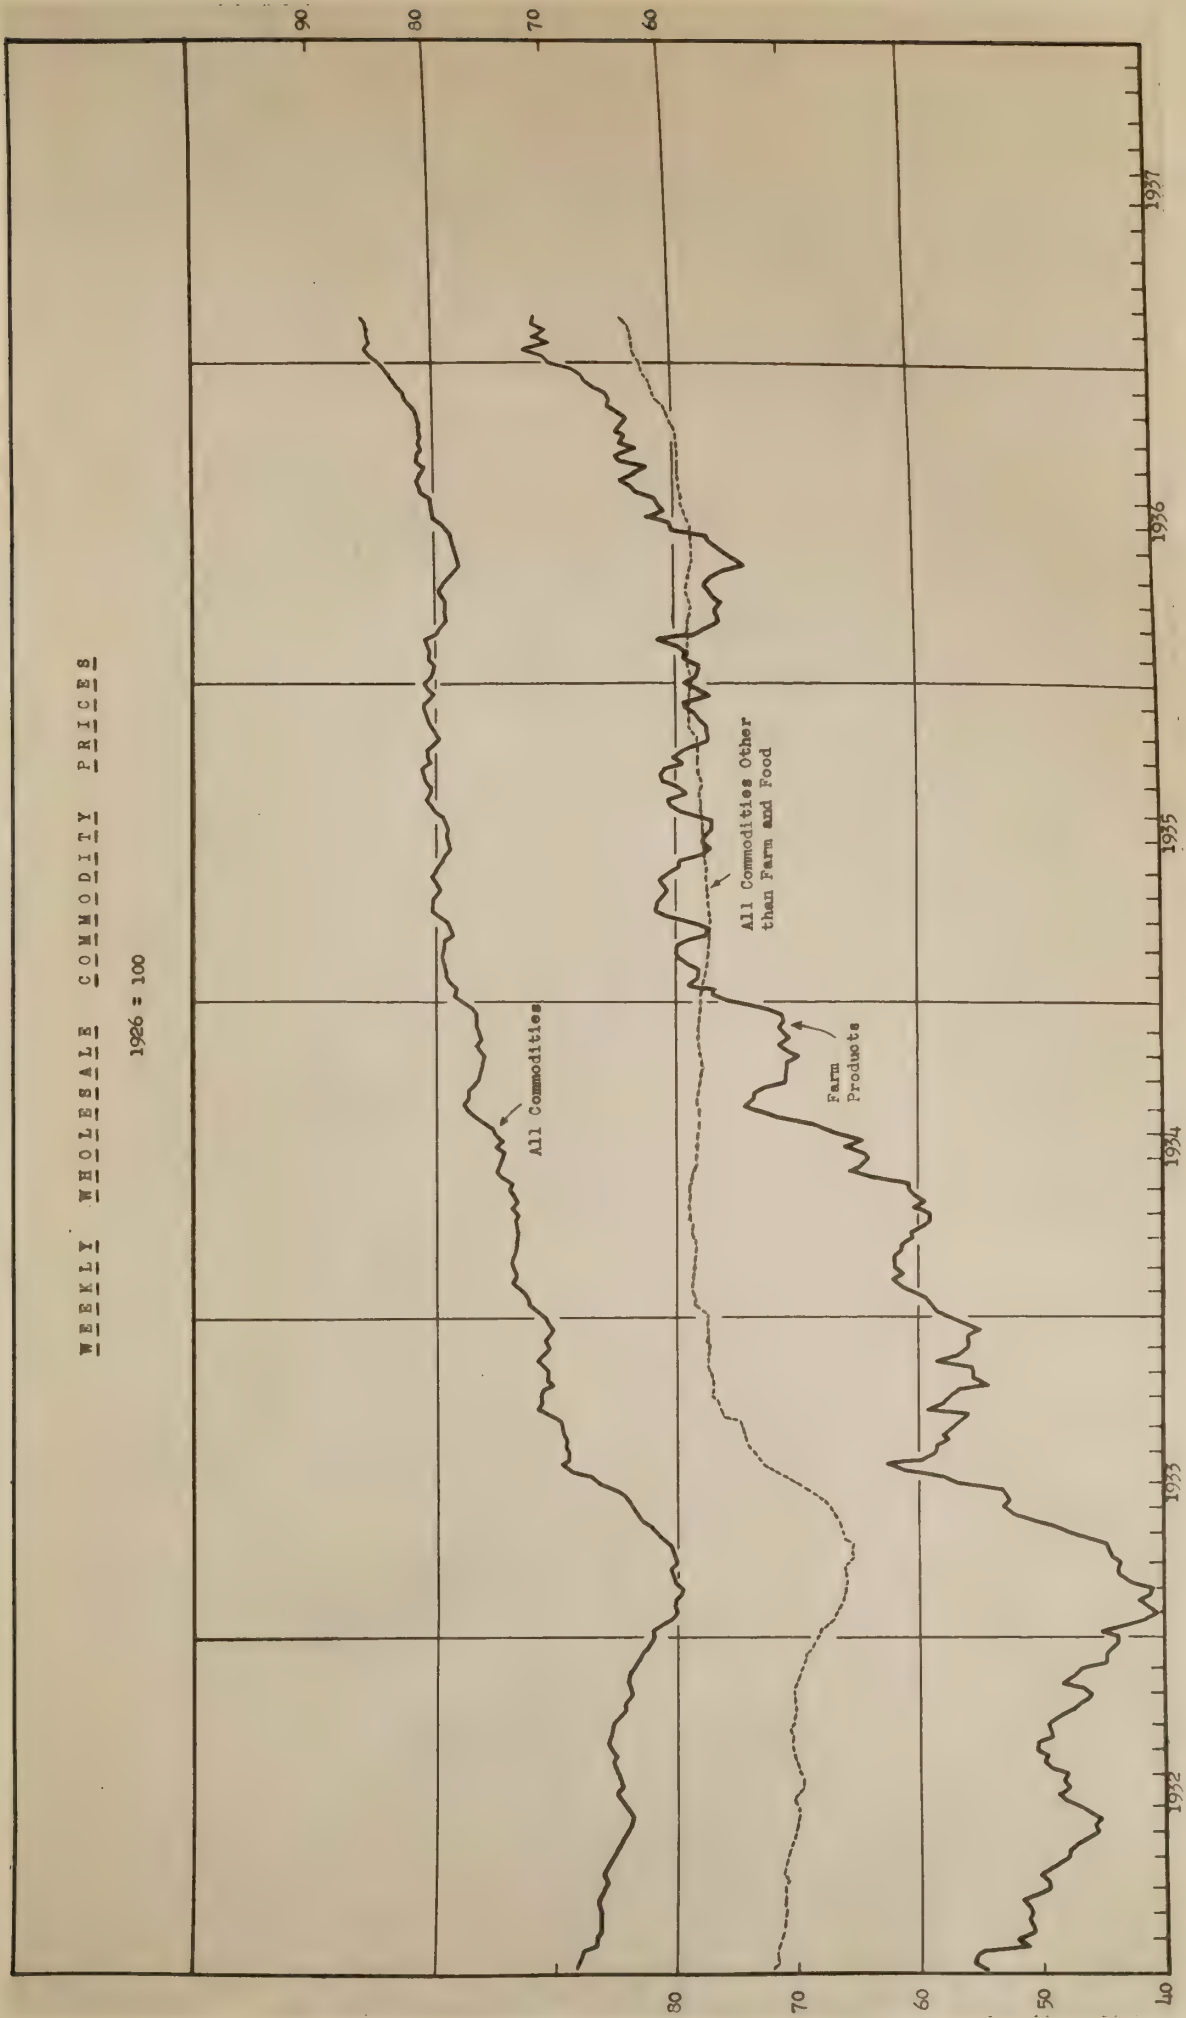 WEEKLY WHOLESALE COMMODITY PRICES
1926 = 100
90
80
70
60
All Commodities
All Commodities Other
than Farm and Food
Farm
Products
80
70
60
50
40
1932
1933
1934
1935
1936
1937